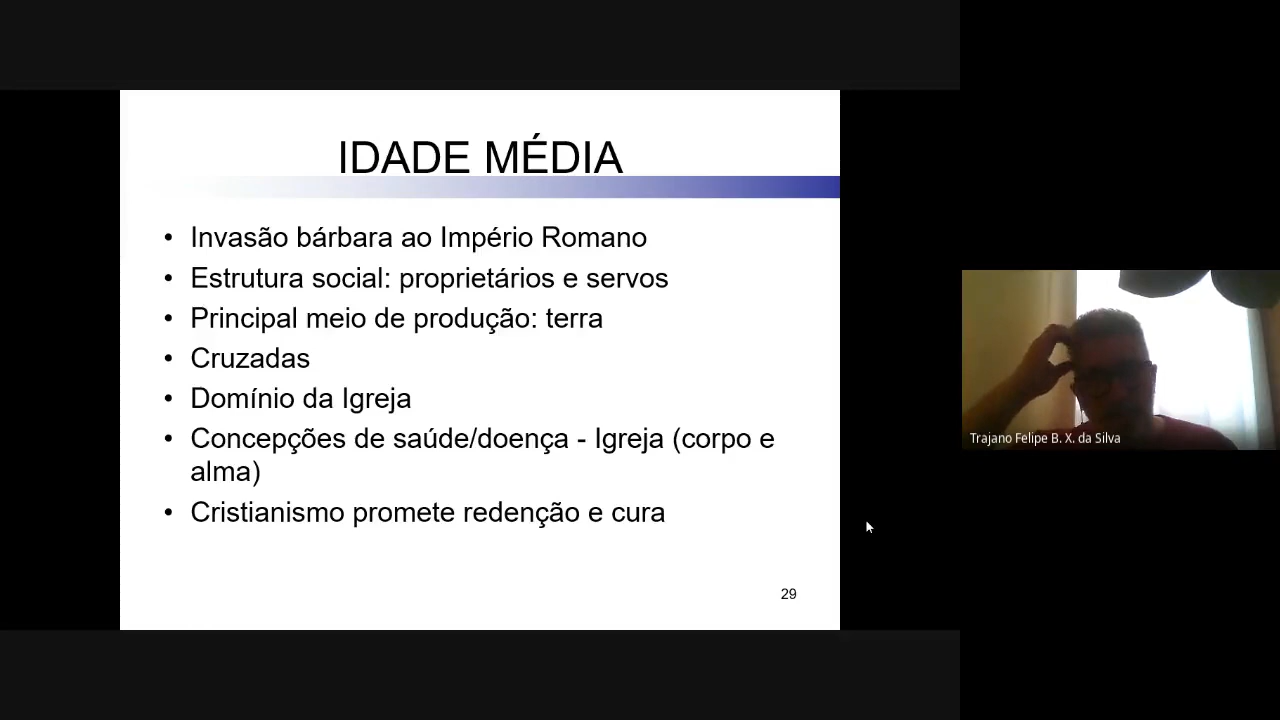 IDADE MÉDIA
• Invasão bárbara ao Império Romano
• Estrutura social: proprietários e servos
• Principal meio de produção: terra
• Cruzadas
• Domínio da Igreja
• Concepções de saúde/doença - Igreja (corpo e
alma)
• Cristianismo promete redenção e cura
29
Trajano Felipe B. X. da Silva